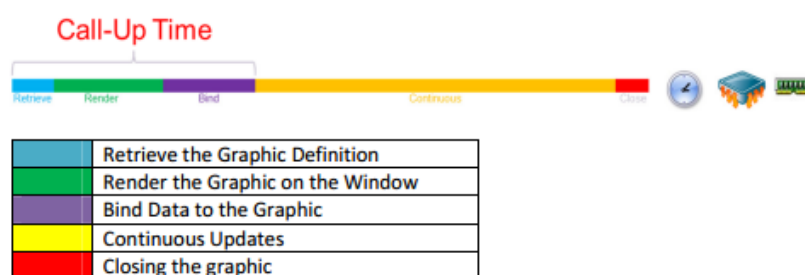 Call-Up Time
Retrieve Render Bind Continuous Close
Retrieve the Graphic Definition
Render the Graphic on the Window
Bind Data to the Graphic
Continuous Updates
Closing the graphic